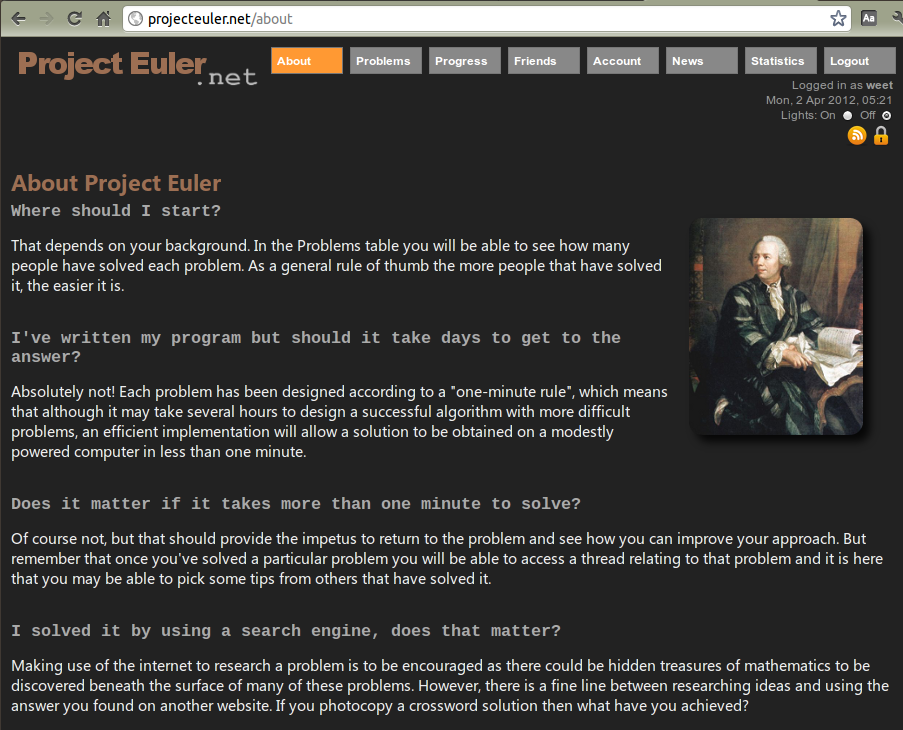 projecteuler.net/about
Aa
Project Euler
.net
About Problems Progress Friends Account News Statistics Logout
Logged in as weet
Mon, 2 Apr 2012, 05:21
Lights: On Off
About Project Euler
Where should I start?
That depends on your background. In the Problems table you will be able to see how many
people have solved each problem. As a general rule of thumb the more people that have solved
it, the easier it is.
I've written my program but should it take days to get to the
answer?
Absolutely not! Each problem has been designed according to a "one-minute rule", which means
that although it may take several hours to design a successful algorithm with more difficult
problems, an efficient implementation will allow a solution to be obtained on a modestly
powered computer in less than one minute.
Does it matter if it takes more than one minute to solve?
Of course not, but that should provide the impetus to return to the problem and see how you can improve your approach. But
remember that once you've solved a particular problem you will be able to access a thread relating to that problem and it is here
that you may be able to pick some tips from others that have solved it.
I solved it by using a search engine, does that matter?
Making use of the internet to research a problem is to be encouraged as there could be hidden treasures of mathematics to be
discovered beneath the surface of many of these problems. However, there is a fine line between researching ideas and using the
answer you found on another website. If you photocopy a crossword solution then what have you achieved?